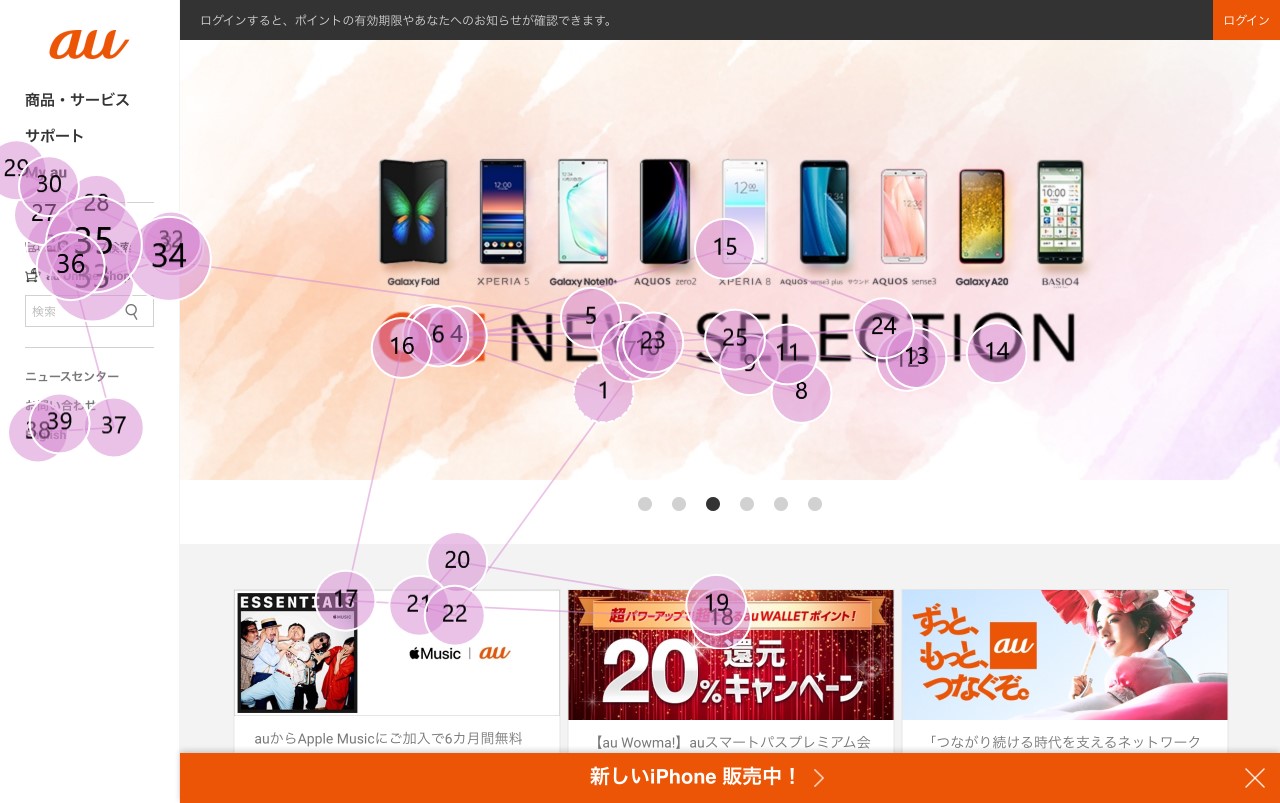 au
ログインすると、ポイントの有効期限やあなたへのお知らせが確認できます。
ログイン
商品・サービス
サポート
My au
検索
ニュースセンター
お問い合わせ
Galaxy Fold
XPERIA 5
Galaxy Note10+
AQUOS zero2
XPERIA 8
AQUOS sense3 plus サウンド
AQUOS sense3
Galaxy A20
BASIO4
NEW SELECTION
29
30
27
28
35
32
34
36
33
37
38
39
15
5
16
6
4
23
25
24
1
9
11
8
12
13
14
20
17
21
22
19
18
ESSENTIALS
Music
au
超パワーアップ
au WALLETポイント!
20%還元キャンペーン
ずっと、
もっと、
つなぐぞ。
au
auからApple Musicにご加入で6カ月間無料
【au Wowma!】auスマートパスプレミアム会
「つながり続ける時代を支えるネットワーク
新しいiPhone 販売中!